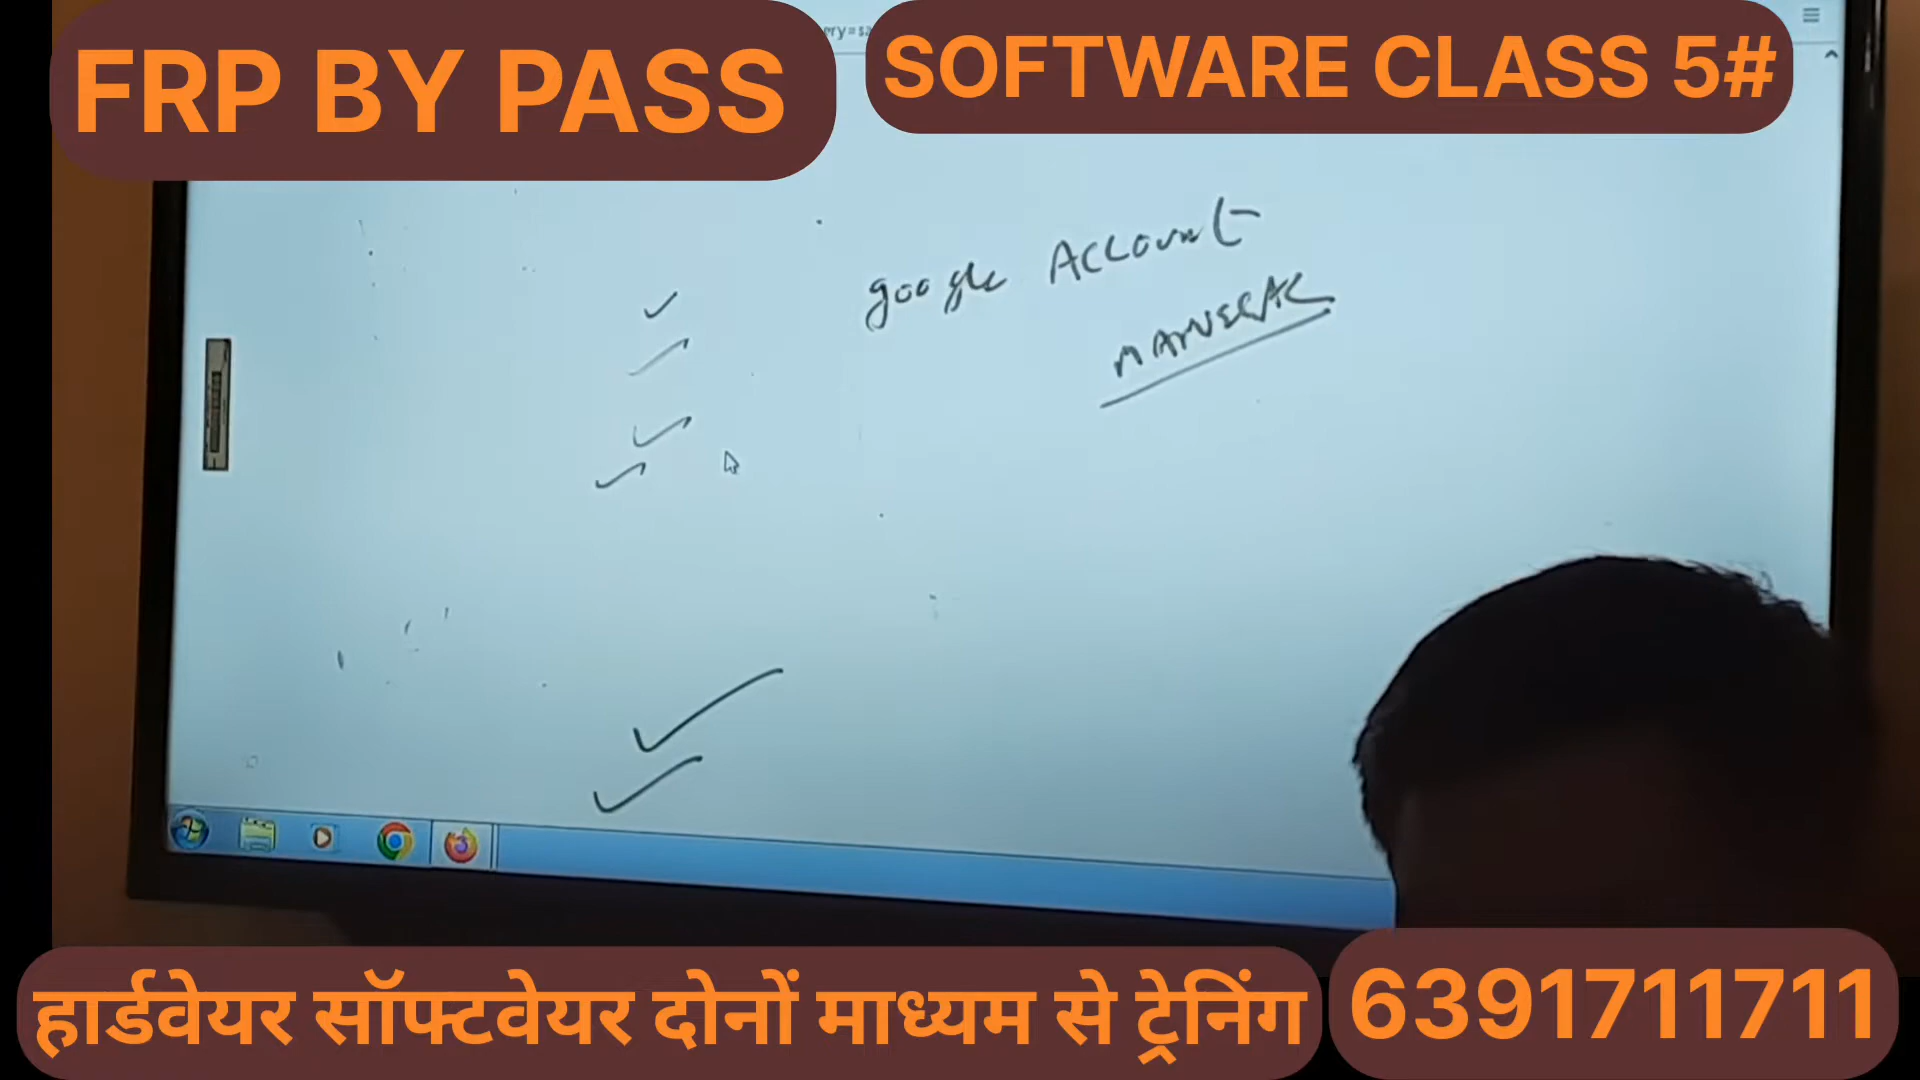 FRP BY PASS
SOFTWARE CLASS 5#
google Account
हार्डवेयर सॉफ्टवेयर दोनों माध्यम से ट्रेनिंग
6391711711